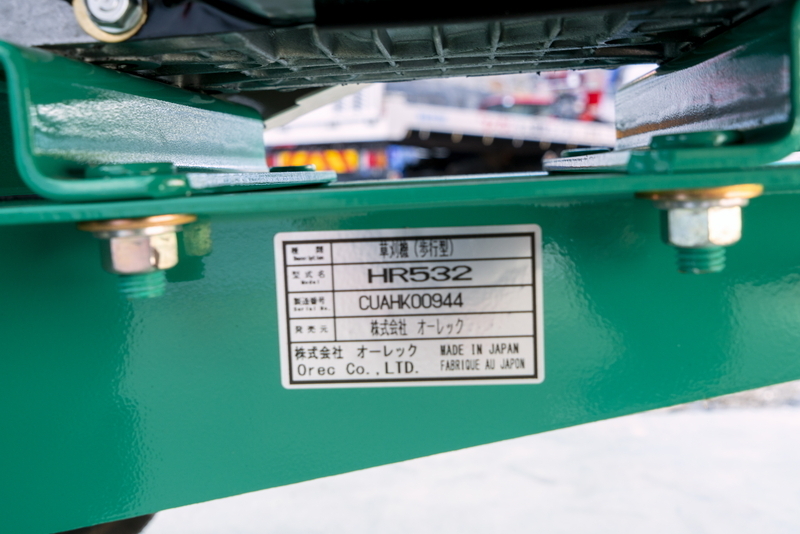 種類 草刈機(歩行型)
Description
型式名 HR532
Model
製造番号 CUAHK00944
Serial No.
発売元 株式会社 オーレック
株式会社 オーレック MADE IN JAPAN
Orec Co.,LTD. FABRIQUE AU JAPON